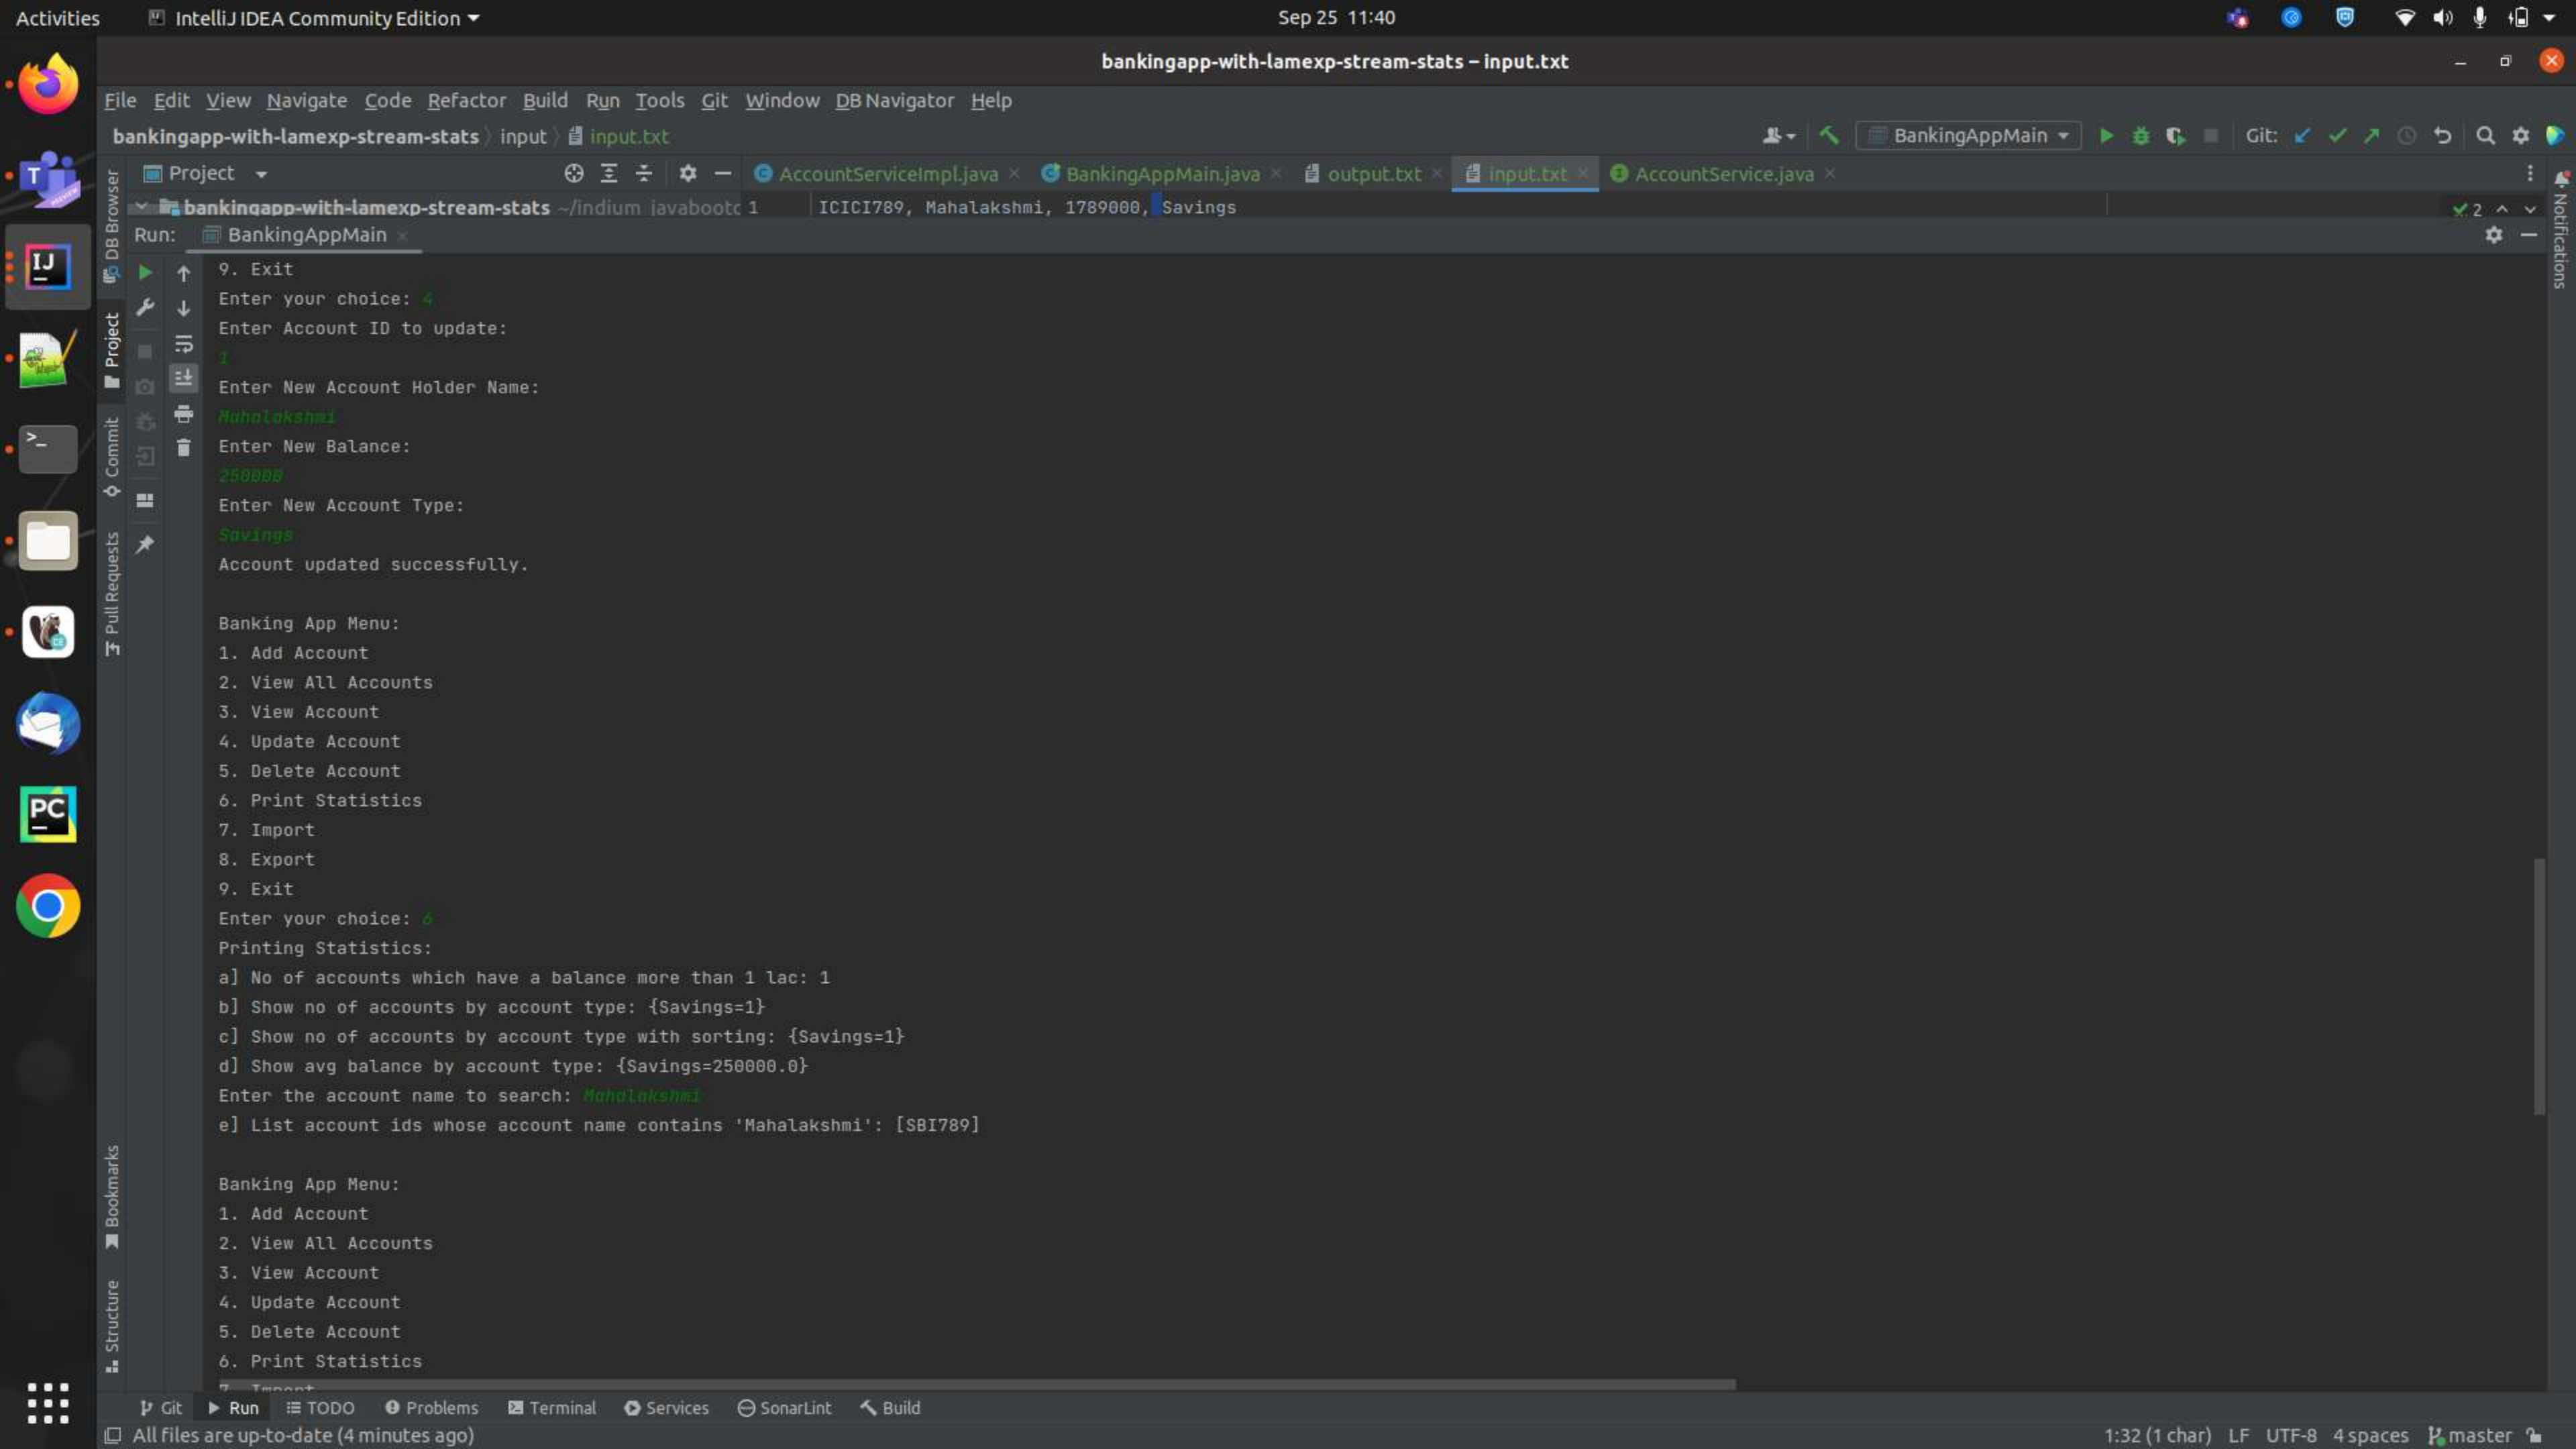 Activities IntelliJ IDEA Community Edition Sep 25 11:40
bankingapp-with-lamexp-stream-stats – input.txt
File Edit View Navigate Code Refactor Build Run Tools Git Window DB Navigator Help
bankingapp-with-lamexp-stream-stats input input.txt BankingAppMain Git:
Project AccountServiceImpl.java BankingAppMain.java output.txt input.txt AccountService.java
bankingapp-with-lamexp-stream-stats 1 ICICI789, Mahalakshmi, 1789000, Savings 2
Run: BankingAppMain
9. Exit
Enter your choice: 4
Enter Account ID to update:
1
Enter New Account Holder Name:
Mahalakshmi
Enter New Balance:
250000
Enter New Account Type:
Savings
Account updated successfully.
Banking App Menu:
1. Add Account
2. View All Accounts
3. View Account
4. Update Account
5. Delete Account
6. Print Statistics
7. Import
8. Export
9. Exit
Enter your choice: 6
Printing Statistics:
a] No of accounts which have a balance more than 1 lac: 1
b] Show no of accounts by account type: {Savings=1}
c] Show no of accounts by account type with sorting: {Savings=1}
d] Show avg balance by account type: {Savings=250000.0}
Enter the account name to search: Mahalakshmi
e] List account ids whose account name contains 'Mahalakshmi': [SBI789]
Banking App Menu:
1. Add Account
2. View All Accounts
3. View Account
4. Update Account
5. Delete Account
6. Print Statistics
7. Import
DB Browser
Project
Commit
Pull Requests
Bookmarks
Structure
Notifications
Git Run TODO Problems Terminal Services SonarLint Build
All files are up-to-date (4 minutes ago) 1:32 (1 char) LF UTF-8 4 spaces master